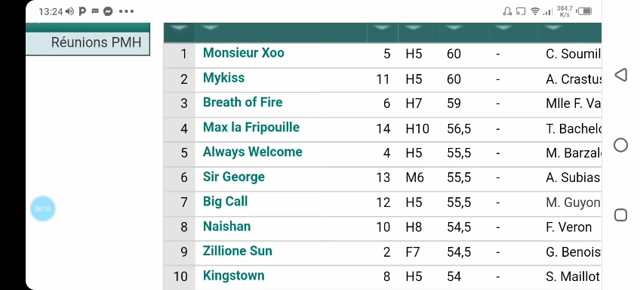 13:24
384.7
K/s
Réunions PMH
1 Monsieur Xoo 5 H5 60 - C. Soumil
2 Mykiss 11 H5 60 - A. Crastus
3 Breath of Fire 6 H7 59 - Mlle F. Va
4 Max la Fripouille 14 H10 56,5 - T. Bachelo
5 Always Welcome 4 H5 55,5 - M. Barzal
6 Sir George 13 M6 55,5 - A. Subias
7 Big Call 12 H5 55,5 - M. Guyon
8 Naishan 10 H8 54,5 - F. Veron
9 Zillione Sun 2 F7 54,5 - G. Benois
10 Kingstown 8 H5 54 - S. Maillot